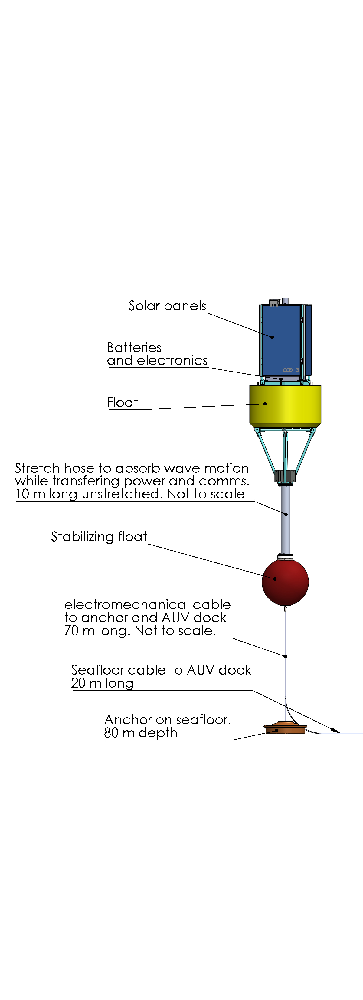 Solar panels
Batteries
and electronics
Float
Stretch hose to absorb wave motion
while transfering power and comms.
10 m long unstretched. Not to scale
Stabilizing float
electromechanical cable
to anchor and AUV dock
70 m long. Not to scale.
Seafloor cable to AUV dock
20 m long
Anchor on seafloor.
80 m depth